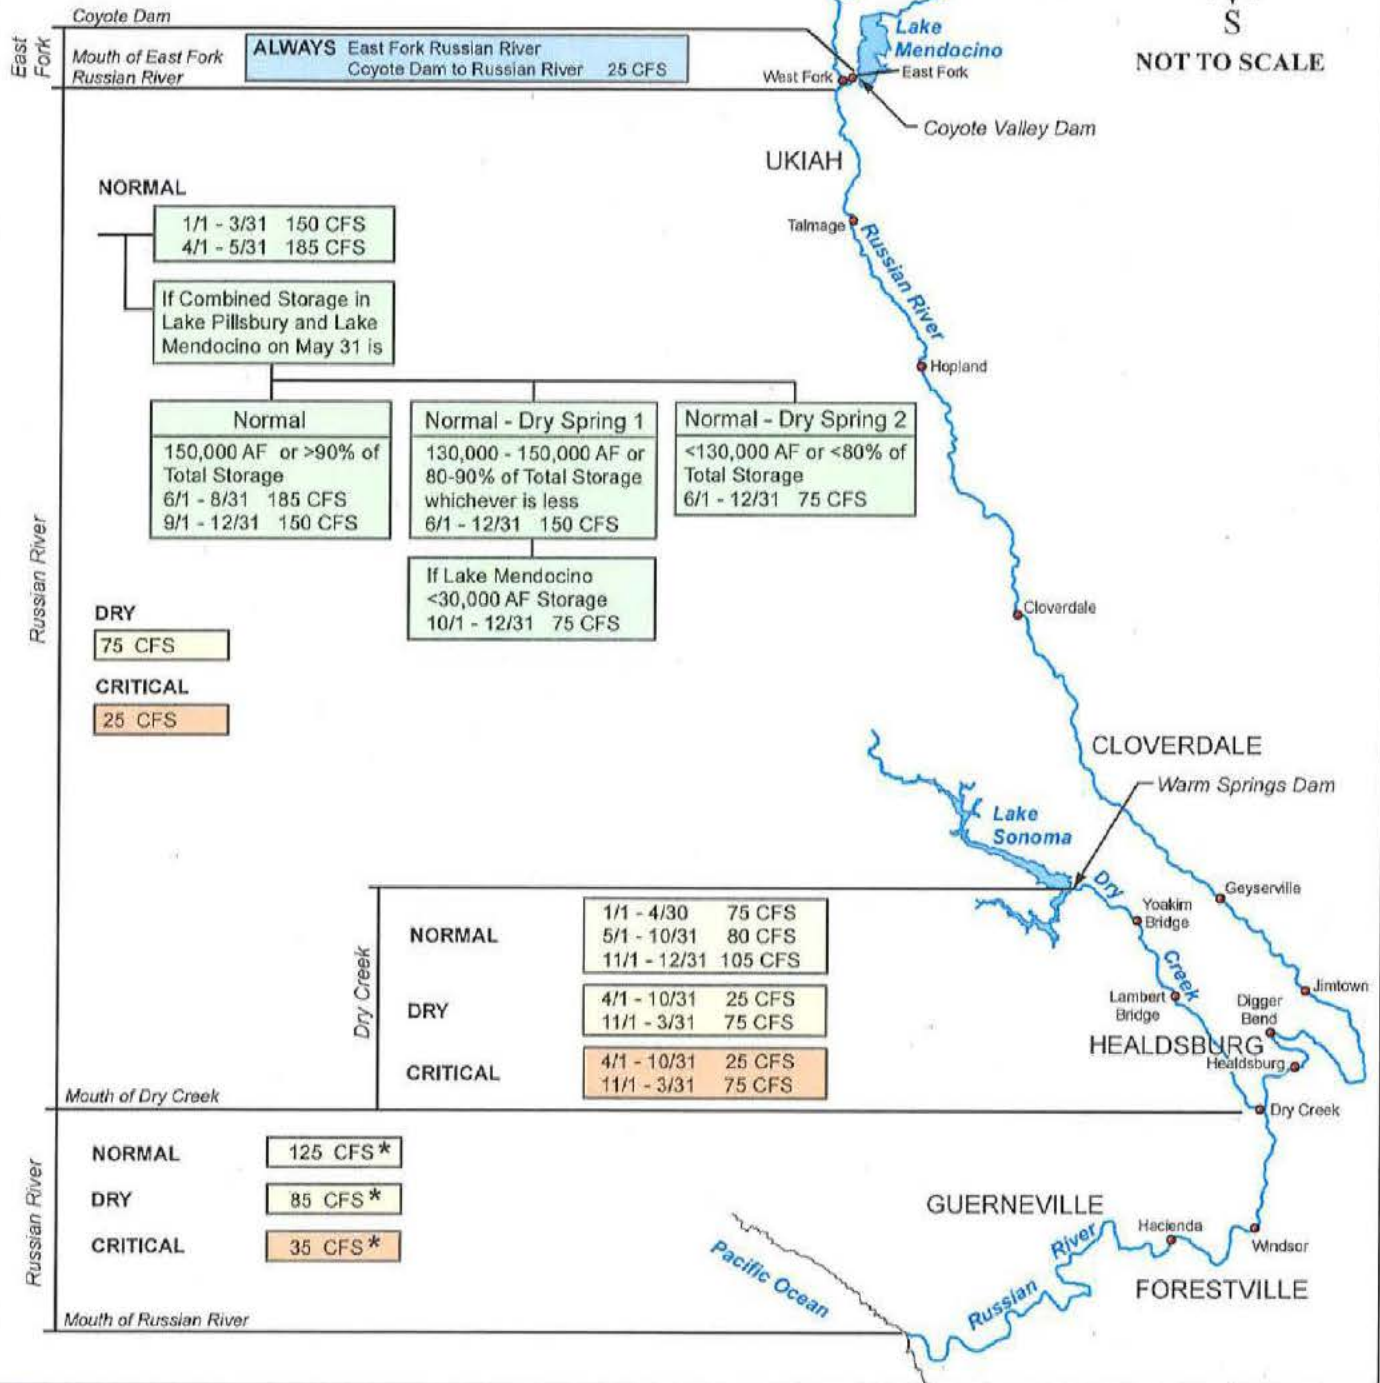 Coyote Dam
East
Fork
Mouth of East Fork
Russian River
ALWAYS East Fork Russian River
Coyote Dam to Russian River 25 CFS
Lake
Mendocino
West Fork
East Fork
Coyote Valley Dam
S
NOT TO SCALE
UKIAH
Talmage
Russian River
Hopland
Cloverdale
CLOVERDALE
Warm Springs Dam
Lake
Sonoma
Dry
Creek
Yoakim
Bridge
Geyserville
Lambert
Bridge
Digger
Bend
Jimtown
HEALDSBURG
Healdsburg
Dry Creek
Russian River
NORMAL
1/1 - 3/31 150 CFS
4/1 - 5/31 185 CFS
If Combined Storage in
Lake Pillsbury and Lake
Mendocino on May 31 is
Normal
150,000 AF or >90% of
Total Storage
6/1 - 8/31 185 CFS
9/1 - 12/31 150 CFS
Normal - Dry Spring 1
130,000 - 150,000 AF or
80-90% of Total Storage
whichever is less
6/1 - 12/31 150 CFS
If Lake Mendocino
<30,000 AF Storage
10/1 - 12/31 75 CFS
Normal - Dry Spring 2
<130,000 AF or <80% of
Total Storage
6/1 - 12/31 75 CFS
DRY
75 CFS
CRITICAL
25 CFS
Dry Creek
NORMAL
1/1 - 4/30 75 CFS
5/1 - 10/31 80 CFS
11/1 - 12/31 105 CFS
DRY
4/1 - 10/31 25 CFS
11/1 - 3/31 75 CFS
CRITICAL
4/1 - 10/31 25 CFS
11/1 - 3/31 75 CFS
Mouth of Dry Creek
Russian River
NORMAL 125 CFS*
DRY 85 CFS*
CRITICAL 35 CFS*
Mouth of Russian River
GUERNEVILLE
Hacienda
Windsor
FORESTVILLE
Russian River
Pacific Ocean